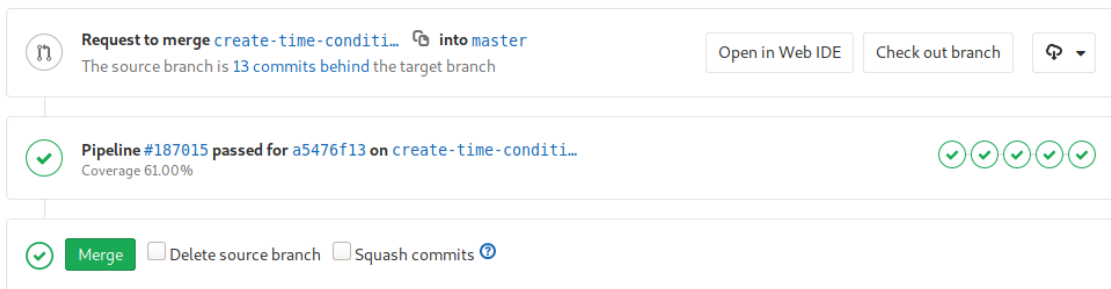 Request to merge create-time-conditi… into master
Open in Web IDE
Check out branch
The source branch is 13 commits behind the target branch
Pipeline #187015 passed for a5476f13 on create-time-conditi…
Coverage 61.00%
Merge
Delete source branch
Squash commits